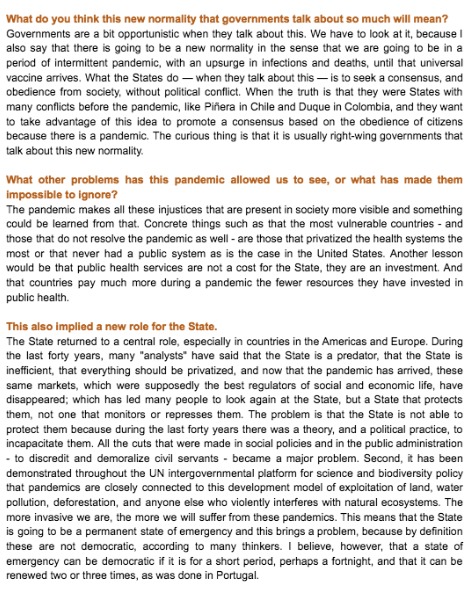 What do you think this new normality that governments talk about so much will mean?
Governments are a bit opportunistic when they talk about this. We have to look at it, because I
also say that there is going to be a new normality in the sense that we are going to be in a
period of intermittent pandemic, with an upsurge in infections and deaths, until that universal
vaccine arrives. What the States do — when they talk about this — is to seek a consensus, and
obedience from society, without political conflict. When the truth is that they were States with
many conflicts before the pandemic, like Piñera in Chile and Duque in Colombia, and they want
to take advantage of this idea to promote a consensus based on the obedience of citizens
because there is a pandemic. The curious thing is that it is usually right-wing governments that
talk about this new normality.
What other problems has this pandemic allowed us to see, or what has made them
impossible to ignore?
The pandemic makes all these injustices that are present in society more visible and something
could be learned from that. Concrete things such as that the most vulnerable countries - and
those that do not resolve the pandemic as well - are those that privatized the health systems the
most or that never had a public system as is the case in the United States. Another lesson
would be that public health services are not a cost for the State, they are an investment. And
that countries pay much more during a pandemic the fewer resources they have invested in
public health.
This also implied a new role for the State.
The State returned to a central role, especially in countries in the Americas and Europe. During
the last forty years, many "analysts" have said that the State is a predator, that the State is
inefficient, that everything should be privatized, and now that the pandemic has arrived, these
same markets, which were supposedly the best regulators of social and economic life, have
disappeared; which has led many people to look again at the State, but a State that protects
them, not one that monitors or represses them. The problem is that the State is not able to
protect them because during the last forty years there was a theory, and a political practice, to
incapacitate them. All the cuts that were made in social policies and in the public administration
- to discredit and demoralize civil servants - became a major problem. Second, it has been
demonstrated throughout the UN intergovernmental platform for science and biodiversity policy
that pandemics are closely connected to this development model of exploitation of land, water
pollution, deforestation, and anyone else who violently interferes with natural ecosystems. The
more invasive we are, the more we will suffer from these pandemics. This means that the State
is going to be a permanent state of emergency and this brings a problem, because by definition
these are not democratic, according to many thinkers. I believe, however, that a state of
emergency can be democratic if it is for a short period, perhaps a fortnight, and that it can be
renewed two or three times, as was done in Portugal.